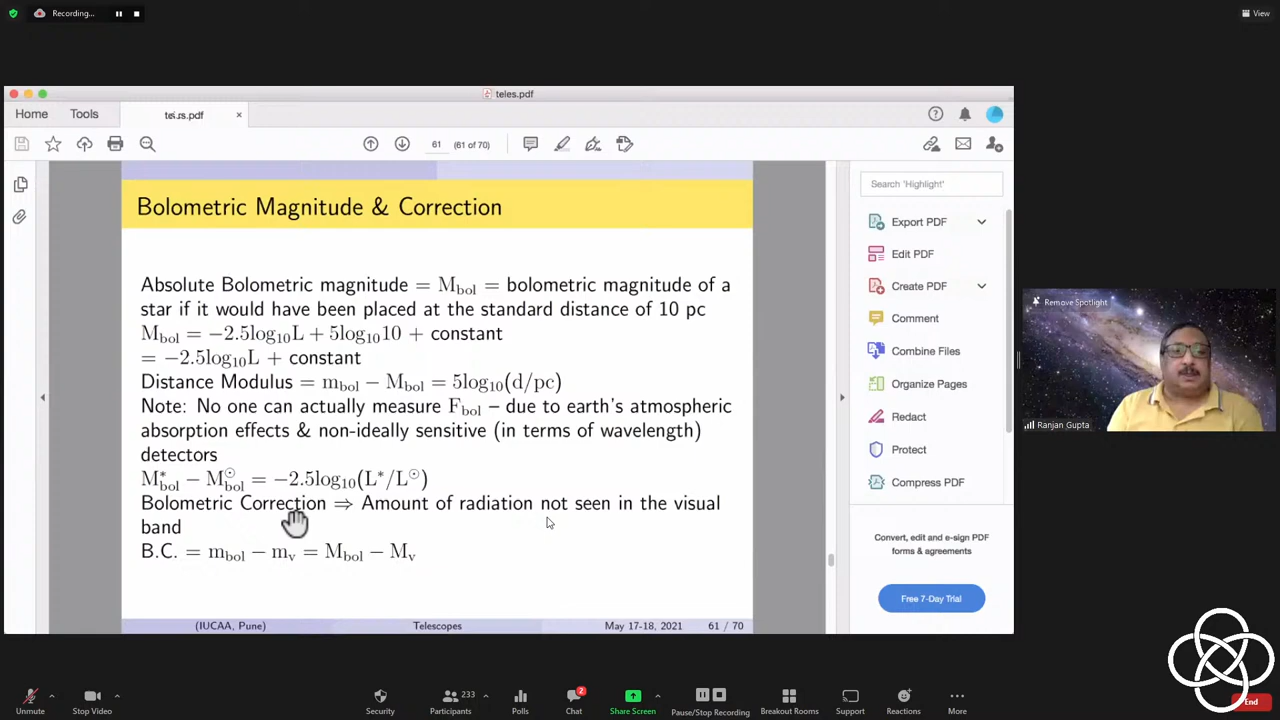 Recording...
View
teles.pdf
Home Tools
× 
61 (61 of 70)
Search 'Highlight'
Bolometric Magnitude & Correction
Absolute Bolometric magnitude = M_bol = bolometric magnitude of a
star if it would have been placed at the standard distance of 10 pc
M_bol = −2.5log₁₀L + 5log₁₀10 + constant
= −2.5log₁₀L + constant
Distance Modulus = m_bol − M_bol = 5log₁₀(d/pc)
Note: No one can actually measure F_bol – due to earth's atmospheric
absorption effects & non-ideally sensitive (in terms of wavelength)
detectors
M*_bol − M☉_bol = −2.5log₁₀(L*/L☉)
Bolometric Correction ⇒ Amount of radiation not seen in the visual
band
B.C. = m_bol − m_v = M_bol − M_v
(IUCAA, Pune) Telescopes May 17-18, 2021 61 / 70
Export PDF
Edit PDF
Create PDF
Comment
Combine Files
Organize Pages
Redact
Protect
Compress PDF
Convert, edit and e-sign PDF
forms & agreements
Free 7-Day Trial
Remove Spotlight
Ranjan Gupta
233
2
Unmute Stop Video Security Participants Polls Chat Share Screen Pause/Stop Recording Breakout Rooms Support Reactions More End